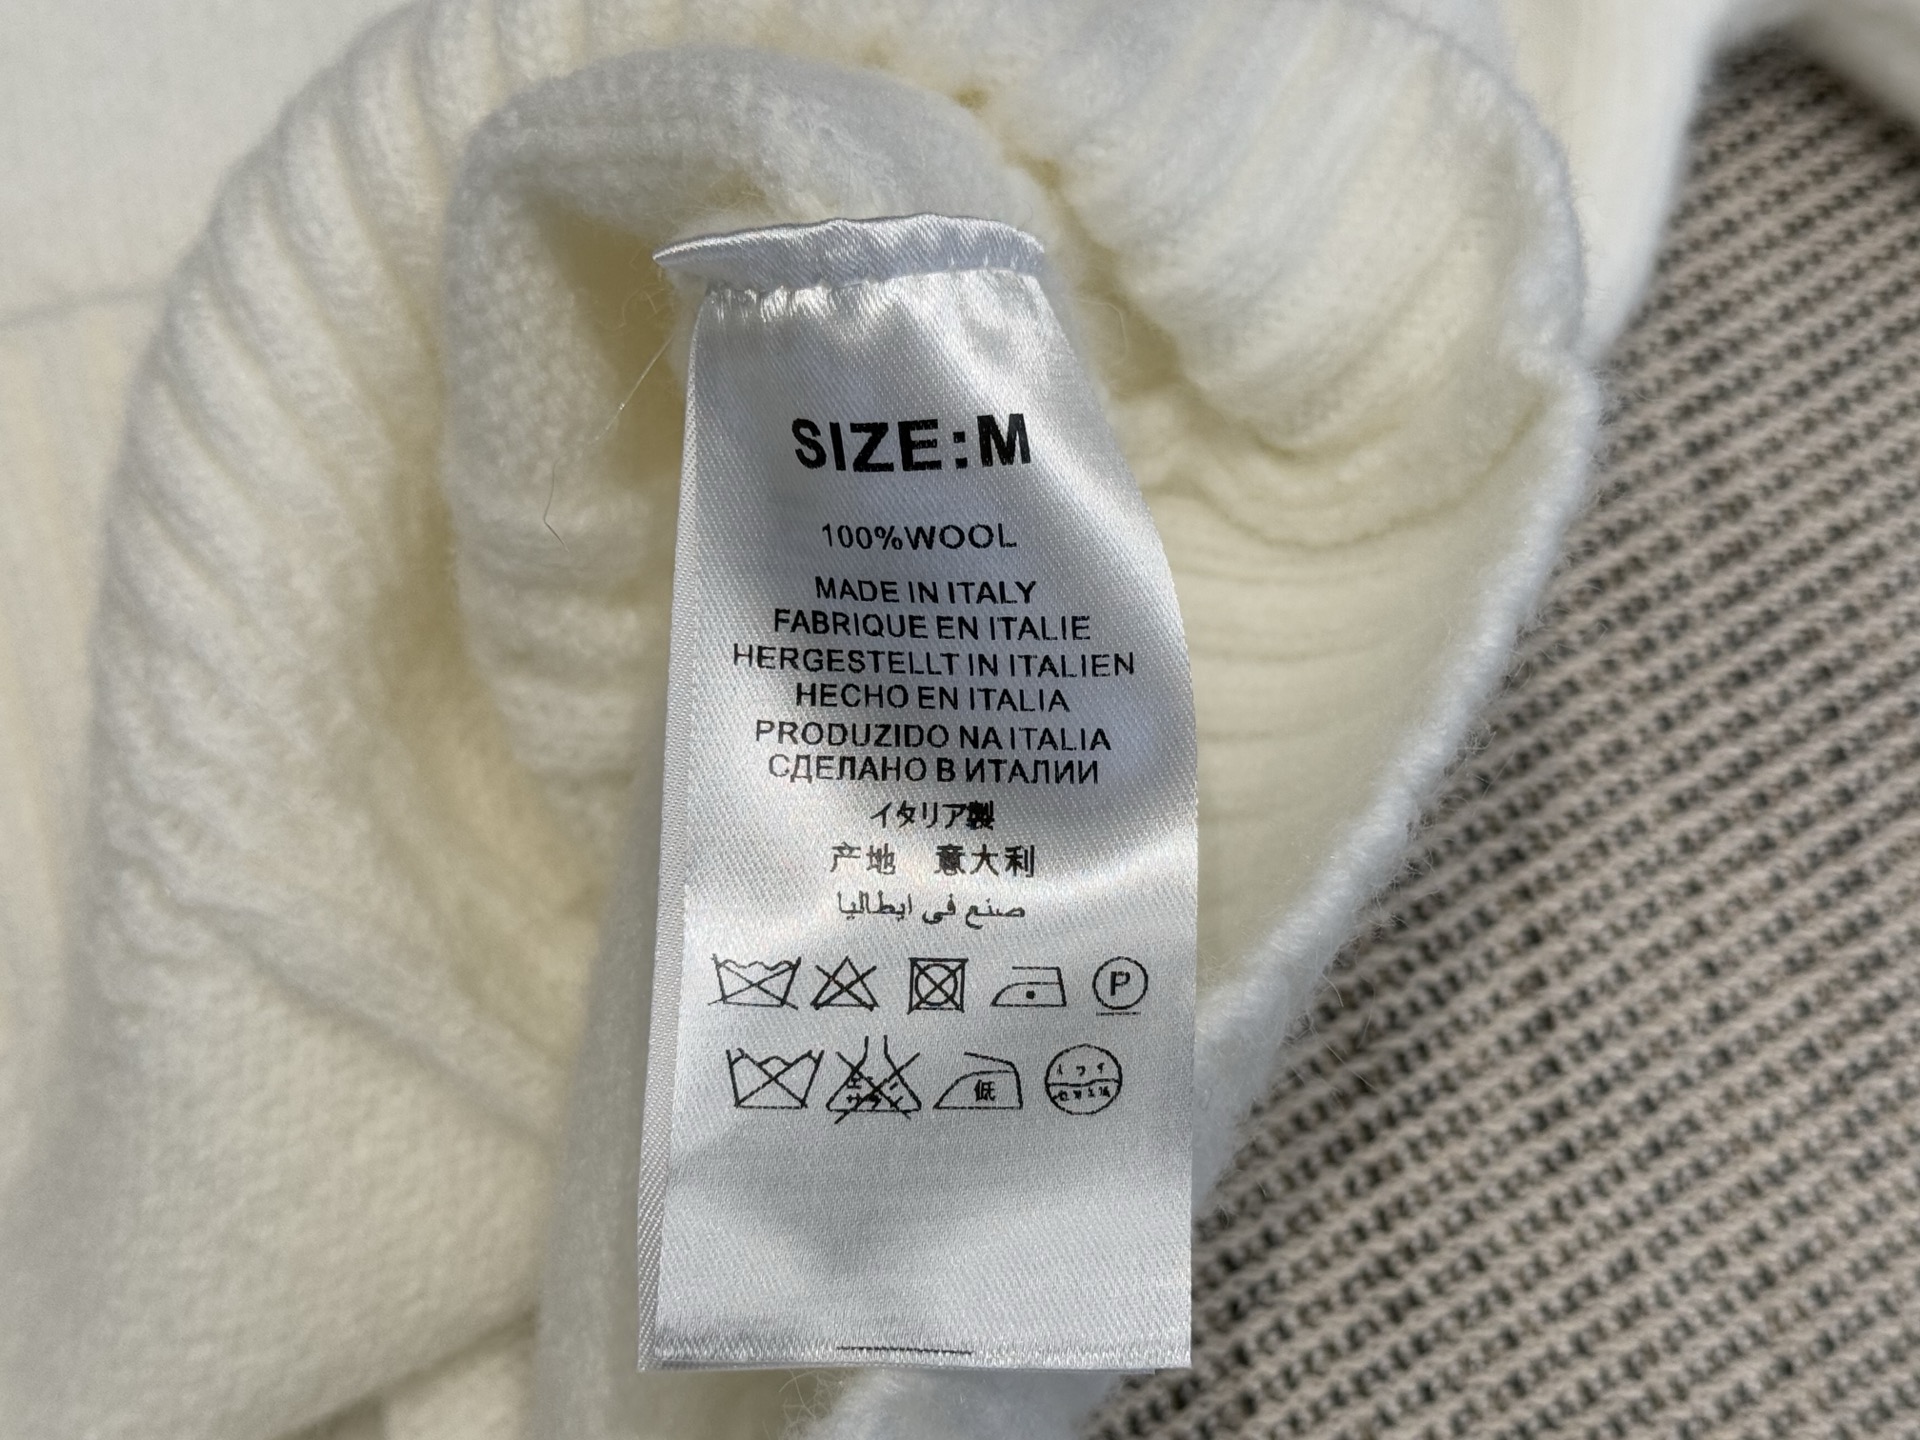 SIZE:M
100%WOOL
MADE IN ITALY
FABRIQUE EN ITALIE
HERGESTELLT IN ITALIEN
HECHO EN ITALIA
PRODUZIDO NA ITALIA
СДЕЛАНО В ИТАЛИИ
イタリア製
产地 意大利
صنع في ايطاليا
P
低